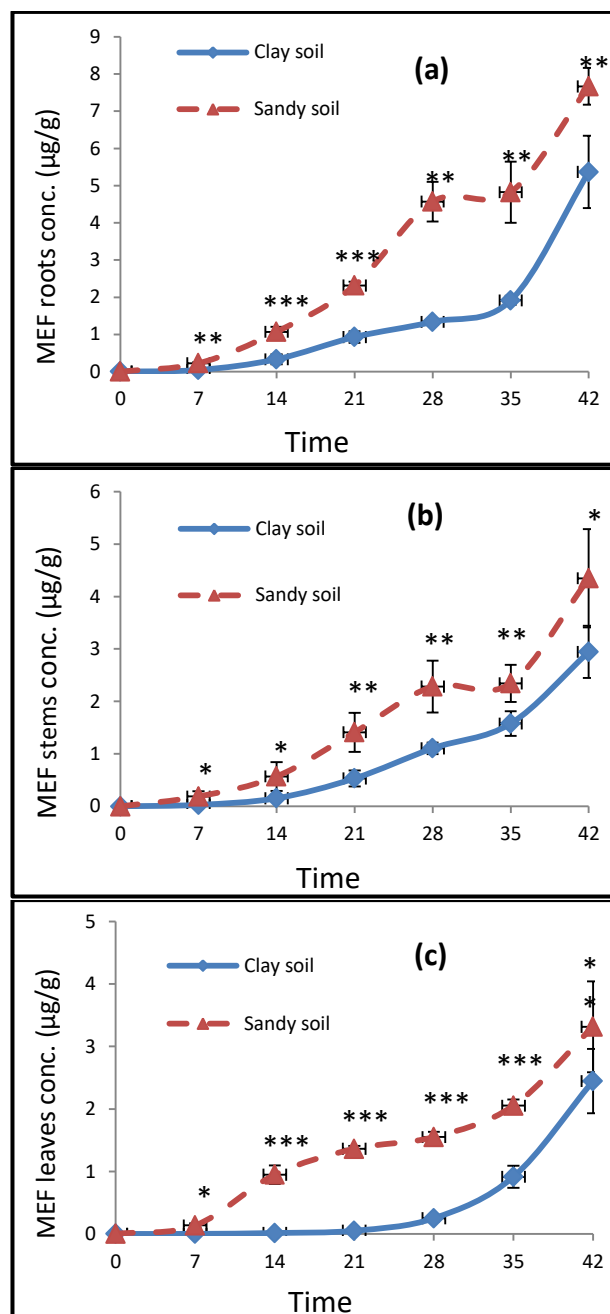 9
8
7
6
5
4
3
2
1
0
MEF roots conc. (µg/g)
Clay soil
Sandy soil
(a)
**
***
***
**
**
**
0 7 14 21 28 35 42
Time
6
5
4
3
2
1
0
MEF stems conc. (µg/g)
Clay soil
Sandy soil
(b)
*
*
**
**
**
*
0 7 14 21 28 35 42
Time
5
4
3
2
1
0
MEF leaves conc. (µg/g)
Clay soil
Sandy soil
(c)
*
***
***
***
***
*
*
0 7 14 21 28 35 42
Time